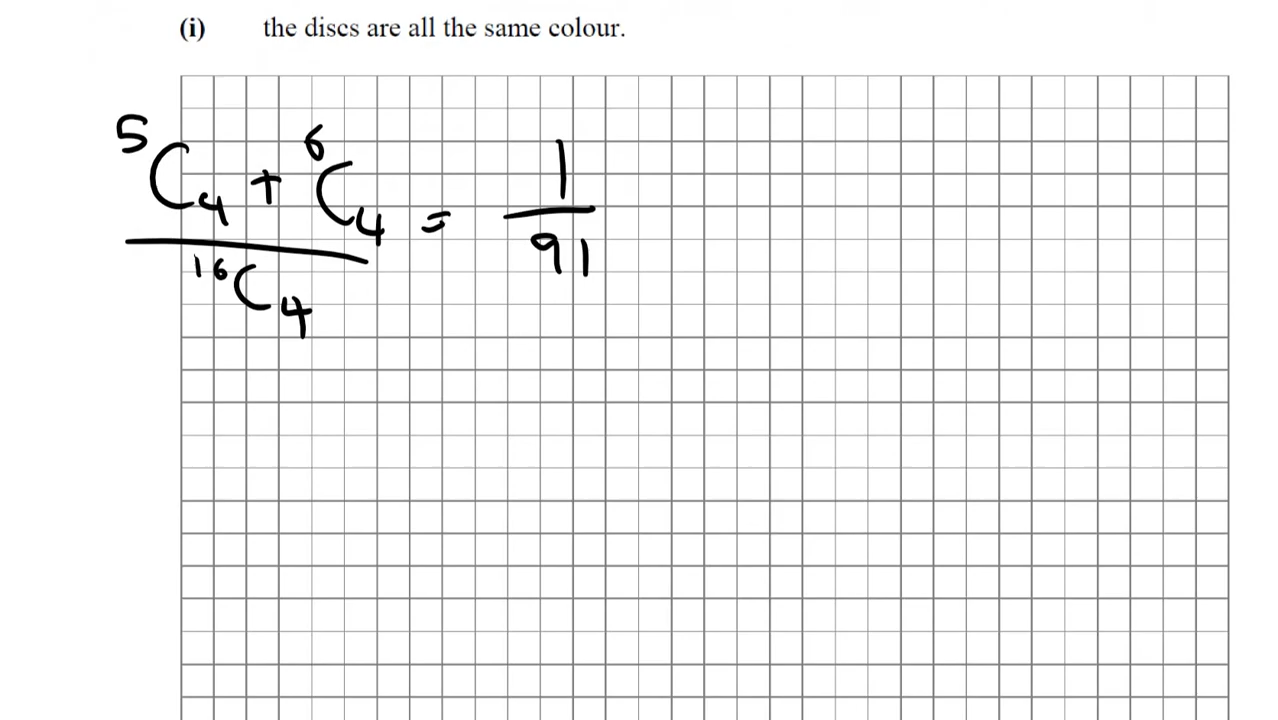 (i) the discs are all the same colour.
⁵C₄ + ⁶C₄ = 1
¹⁶C₄ 91